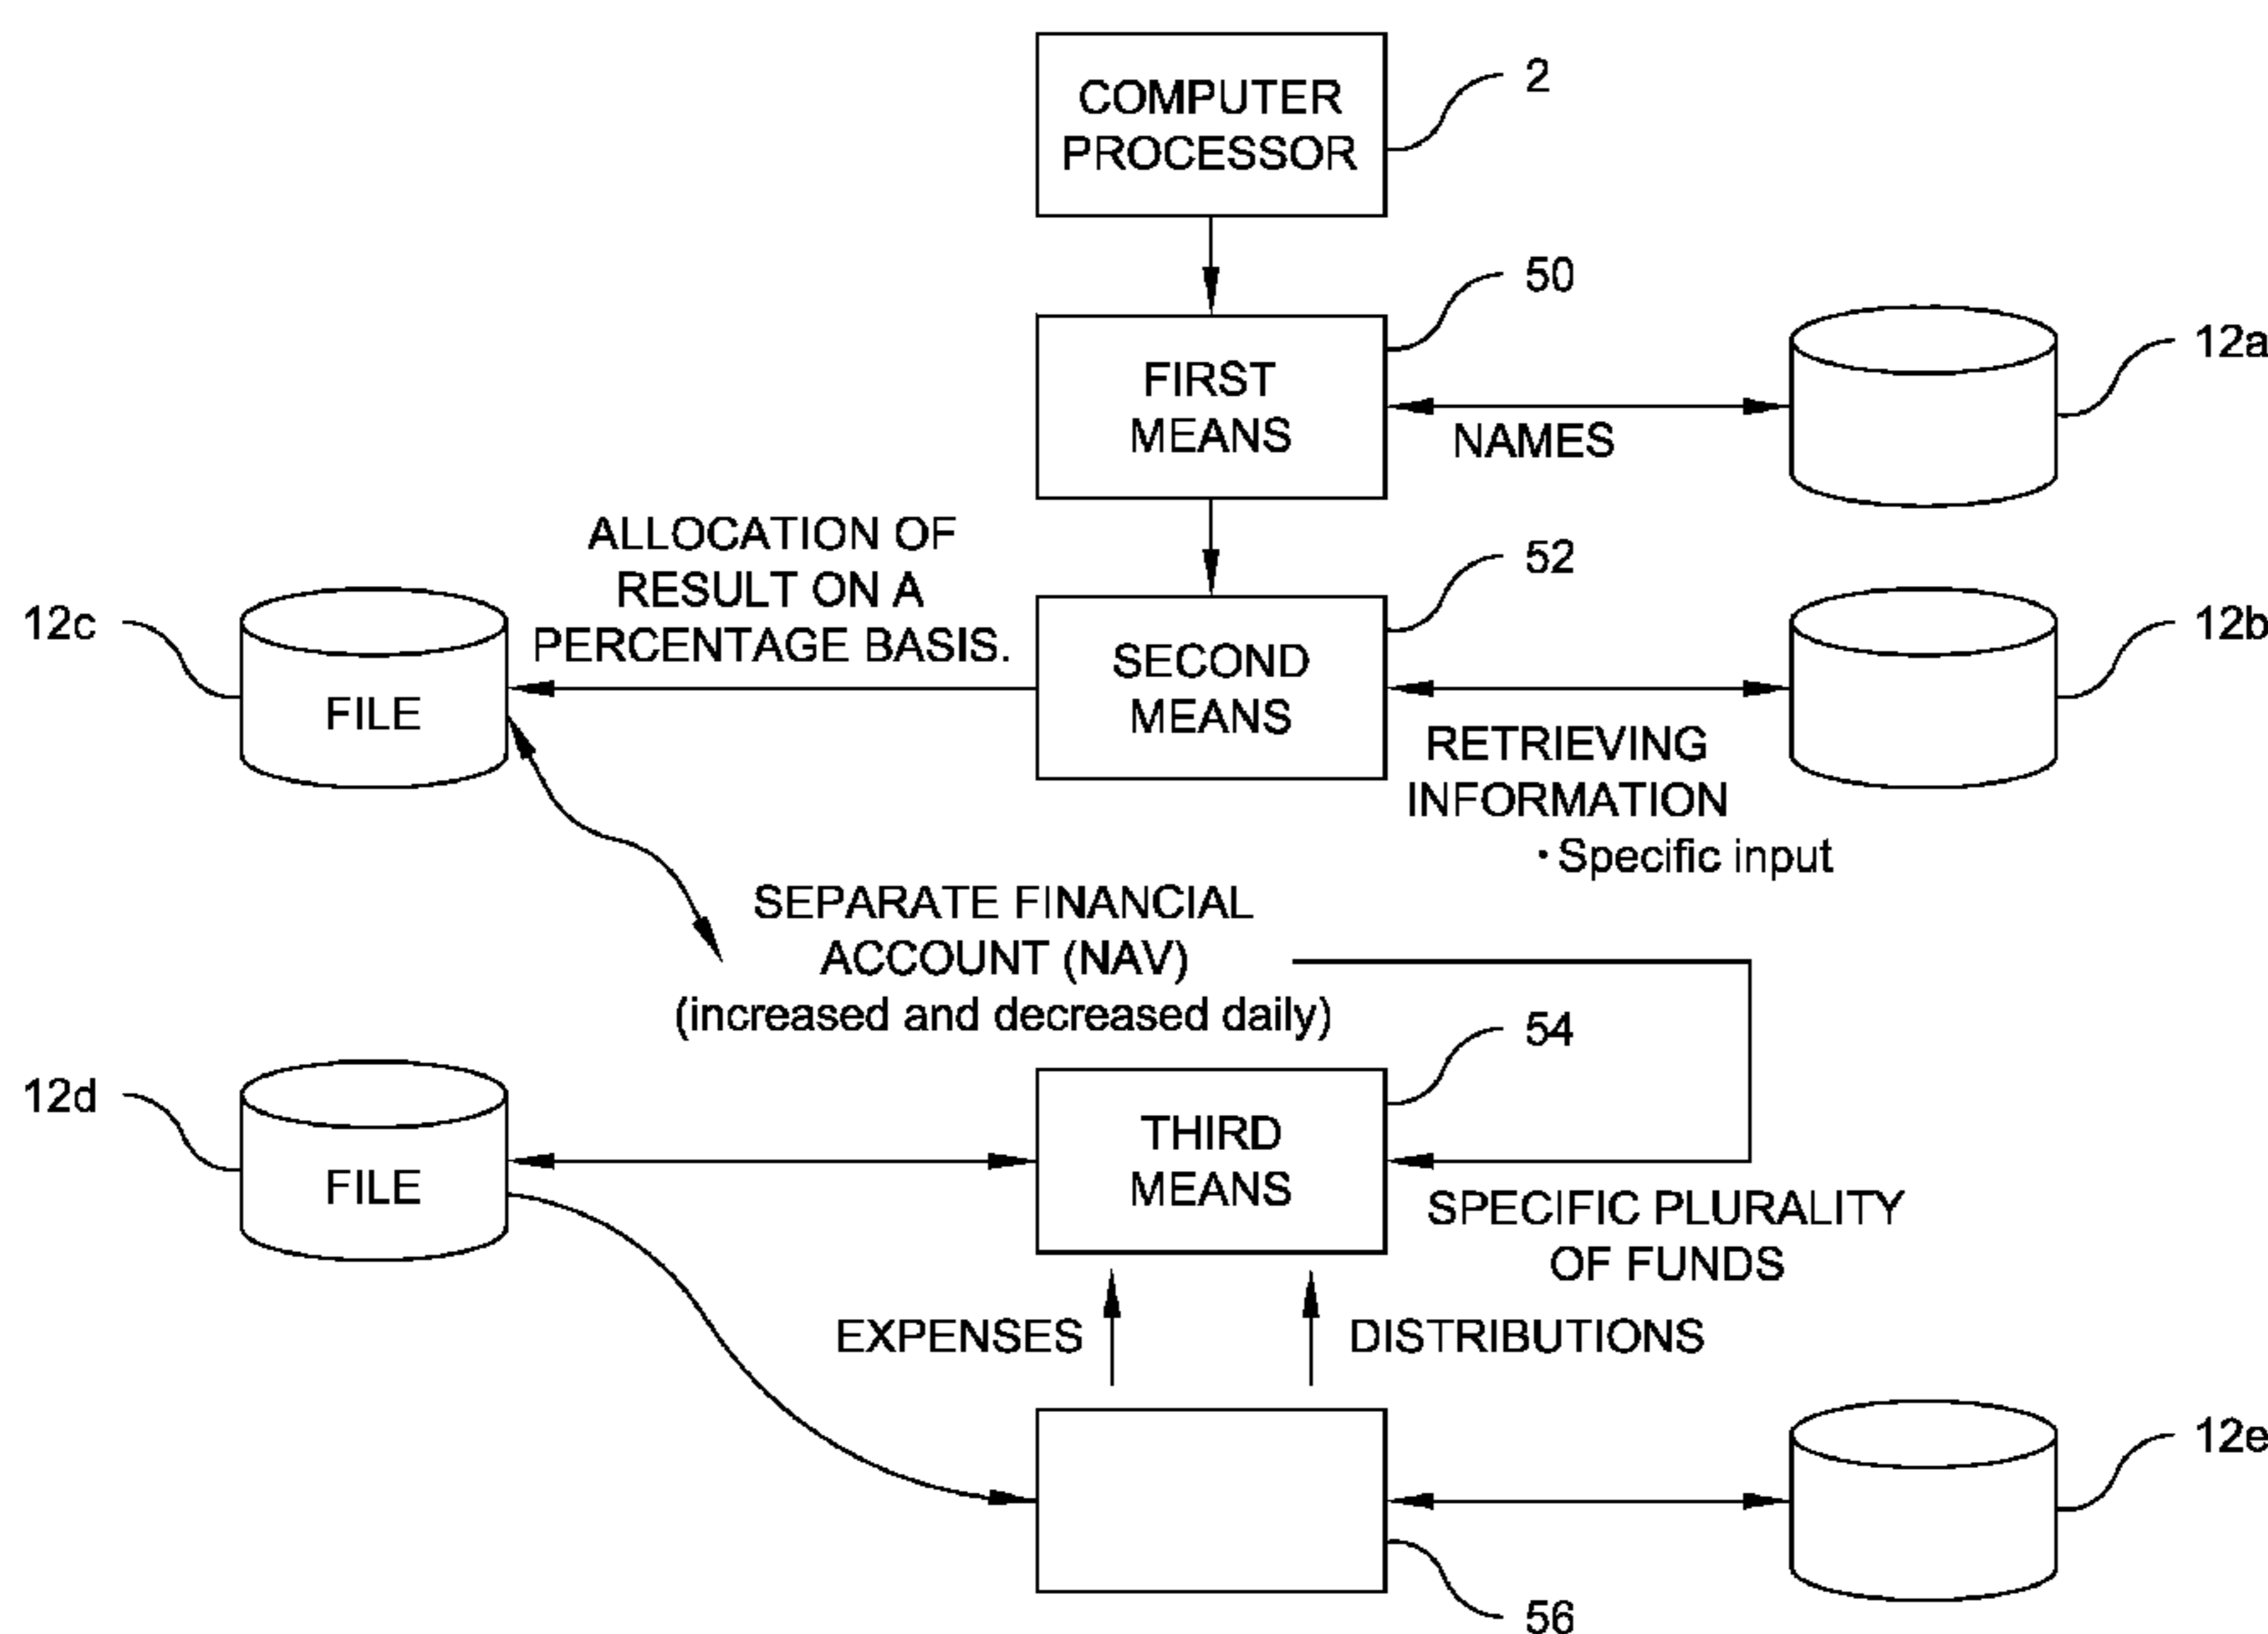 COMPUTER
PROCESSOR
2
50
FIRST
MEANS
NAMES
12a
ALLOCATION OF
RESULT ON A
PERCENTAGE BASIS.
52
12c
FILE
SECOND
MEANS
12b
RETRIEVING
INFORMATION
• Specific input
SEPARATE FINANCIAL
ACCOUNT (NAV)
(increased and decreased daily)
54
12d
FILE
THIRD
MEANS
SPECIFIC PLURALITY
OF FUNDS
EXPENSES
DISTRIBUTIONS
12e
56